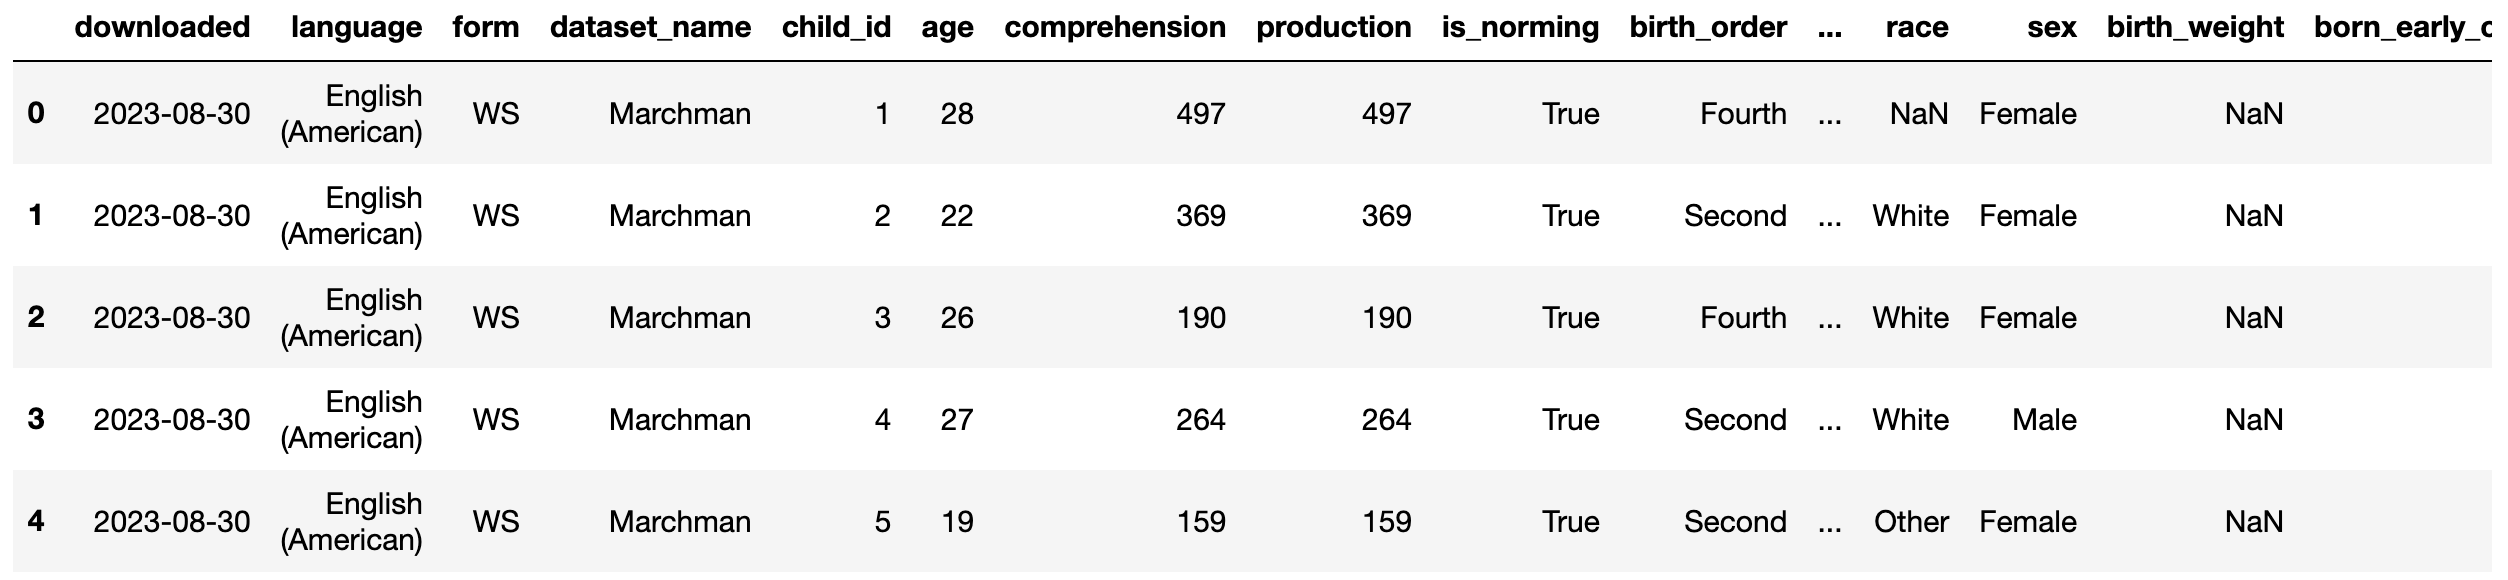 downloaded language form dataset_name child_id age comprehension production is_norming birth_order ... race sex birth_weight born_early_
0 2023-08-30 English (American) WS Marchman 1 28 497 497 True Fourth ... NaN Female NaN
1 2023-08-30 English (American) WS Marchman 2 22 369 369 True Second ... White Female NaN
2 2023-08-30 English (American) WS Marchman 3 26 190 190 True Fourth ... White Female NaN
3 2023-08-30 English (American) WS Marchman 4 27 264 264 True Second ... White Male NaN
4 2023-08-30 English (American) WS Marchman 5 19 159 159 True Second ... Other Female NaN